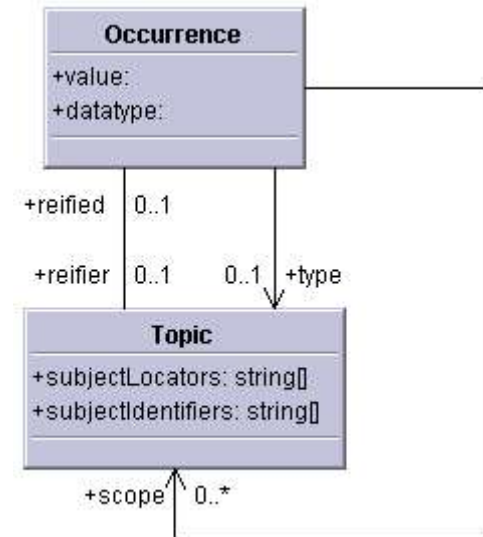 Occurrence
+value:
+datatype:
+reified 0..1
+reifier 0..1 0..1 +type
Topic
+subjectLocators: string[]
+subjectIdentifiers: string[]
+scope 0..*